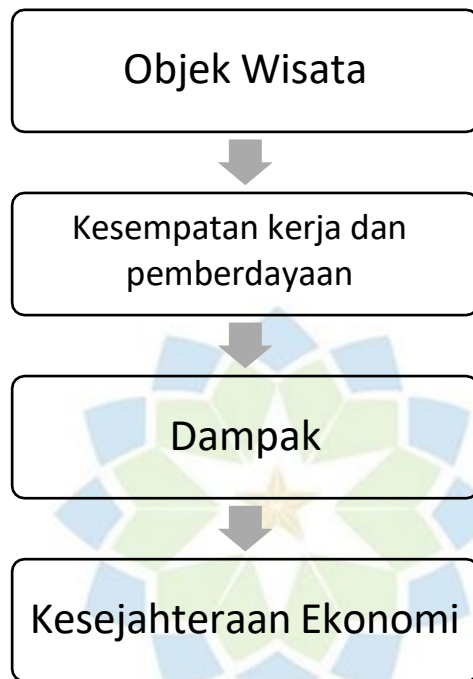 Objek Wisata
Kesempatan kerja dan
pemberdayaan
Dampak
Kesejahteraan Ekonomi